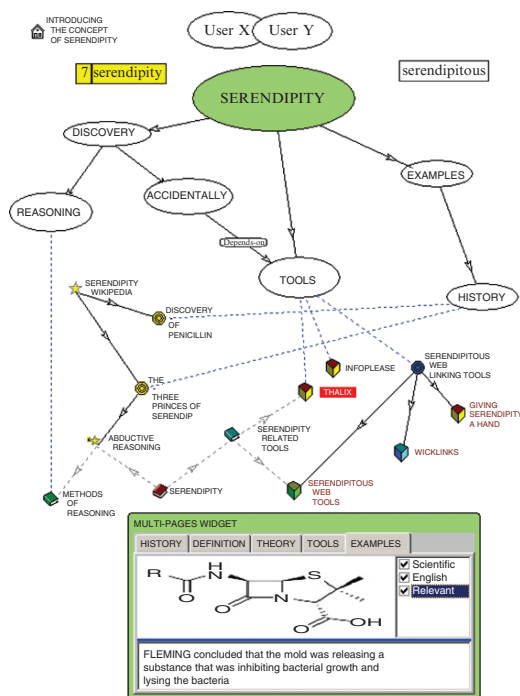 INTRODUCING
THE CONCEPT
OF SERENDIPITY
User X
User Y
7 serendipity
serendipitous
SERENDIPITY
DISCOVERY
EXAMPLES
ACCIDENTALLY
REASONING
Depends-on
TOOLS
HISTORY
SERENDIPITY
WIKIPEDIA
DISCOVERY
OF
PENICILLIN
INFOPLEASE
SERENDIPITOUS
WEB
LINKING TOOLS
THE
THREE
PRINCES OF
SERENDIP
THALIX
GIVING
SERENDIPITY
A HAND
ABDUCTIVE
REASONING
SERENDIPITY
RELATED
TOOLS
WICKLINKS
METHODS
OF
REASONING
SERENDIPITY
SERENDIPITOUS
WEB
TOOLS
MULTI-PAGES WIDGET
HISTORY DEFINITION THEORY TOOLS EXAMPLES
Scientific
English
Relevant
R
H
N
S
O
O
N
OH
O
FLEMING concluded that the mold was releasing a
substance that was inhibiting bacterial growth and
lysing the bacteria